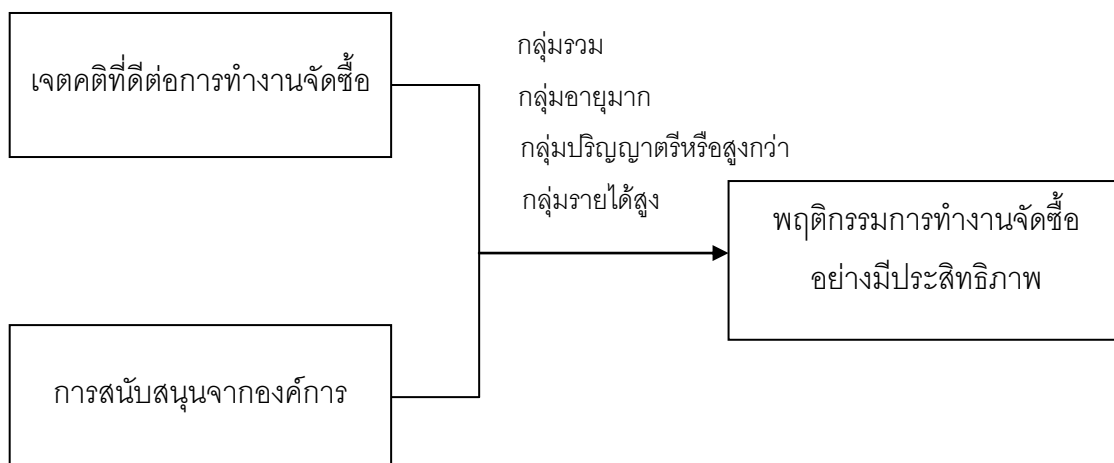 เจตคติที่ดีต่อการทำงานจัดซื้อ
กลุ่มรวม
กลุ่มอายุมาก
กลุ่มปริญญาตรีหรือสูงกว่า
กลุ่มรายได้สูง
พฤติกรรมการทำงานจัดซื้อ
อย่างมีประสิทธิภาพ
การสนับสนุนจากองค์การ